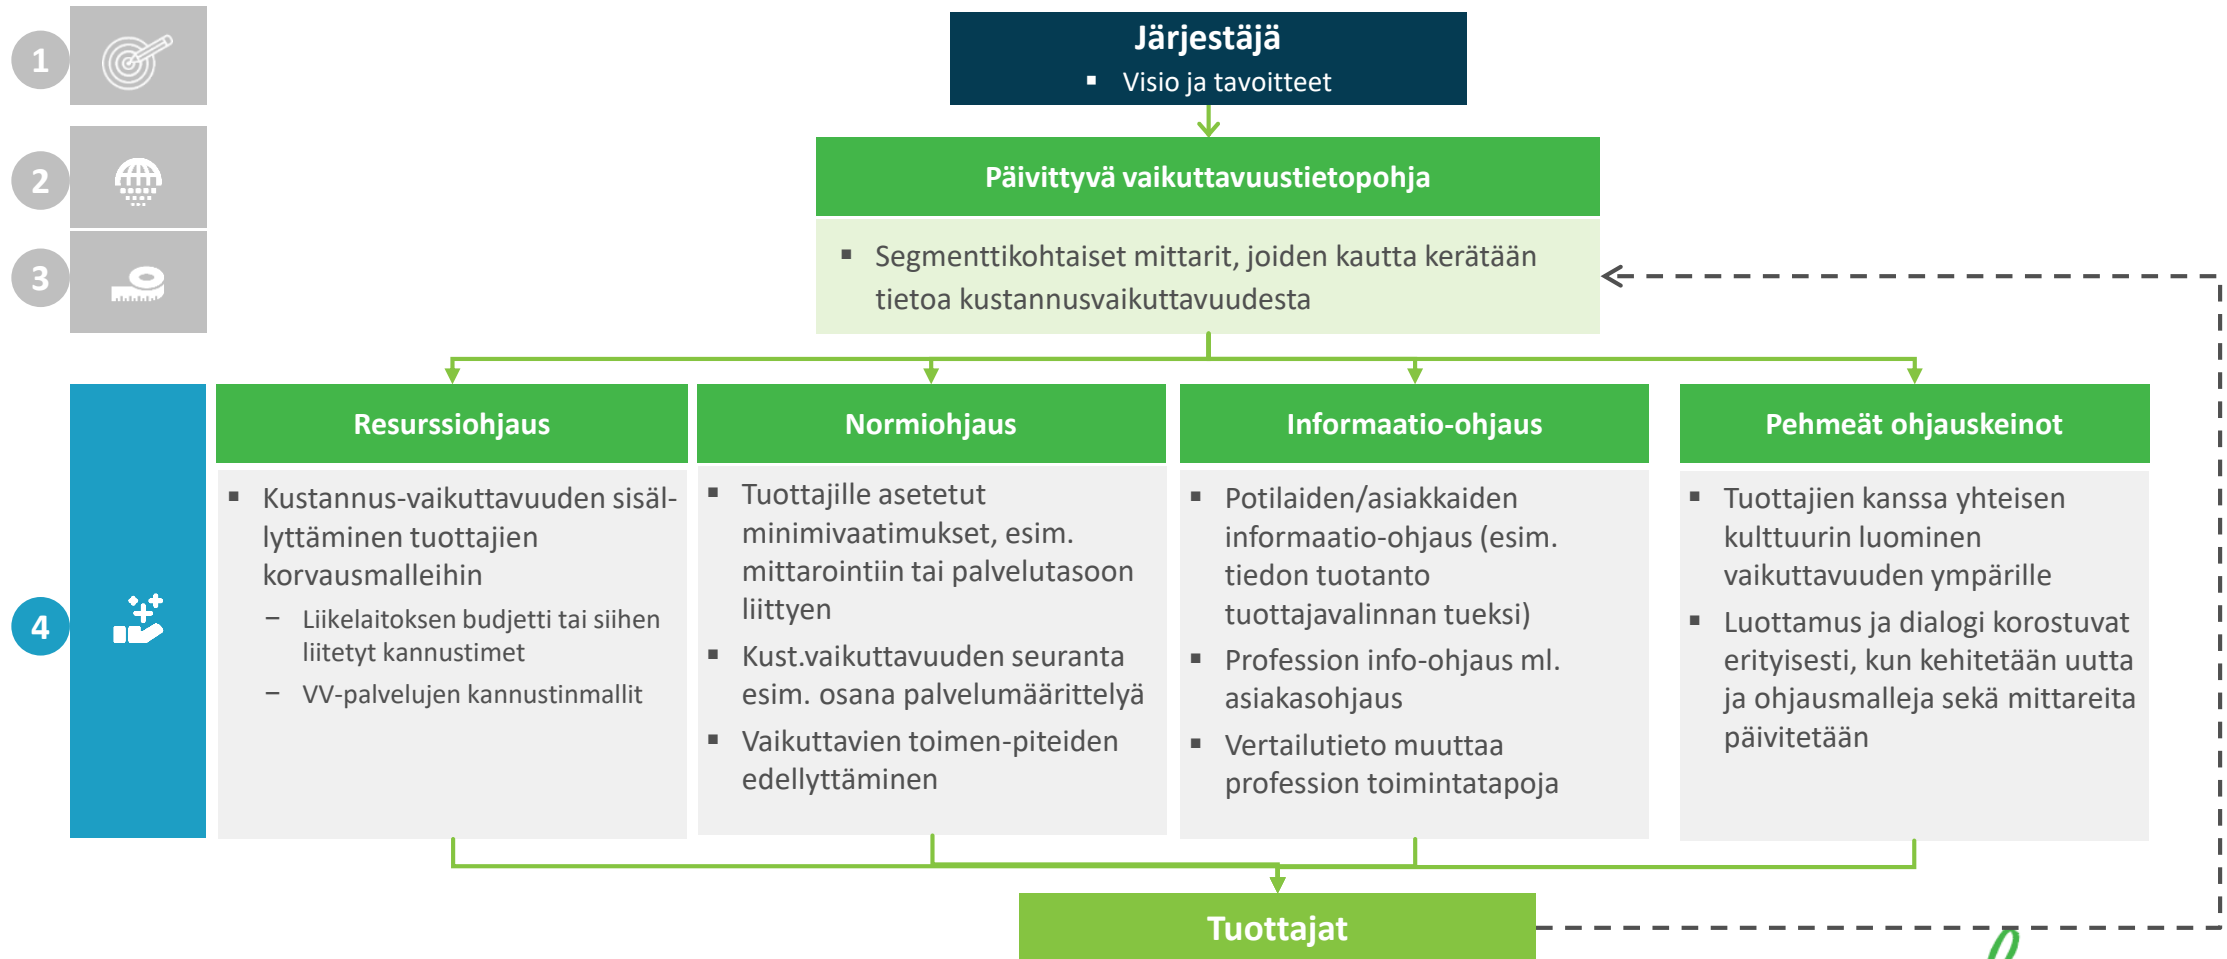 1
Järjestäjä
▪ Visio ja tavoitteet
2
Päivittyvä vaikuttavuustietopohja
3
▪ Segmenttikohtaiset mittarit, joiden kautta kerätään
tietoa kustannusvaikuttavuudesta
4
Resurssiohjaus
▪ Kustannus-vaikuttavuuden sisäl-
lyttäminen tuottajien
korvausmalleihin
– Liikelaitoksen budjetti tai siihen
liitetyt kannustimet
– VV-palvelujen kannustinmallit
Normiohjaus
▪ Tuottajille asetetut
minimivaatimukset, esim.
mittarointiin tai palvelutasoon
liittyen
▪ Kust.vaikuttavuuden seuranta
esim. osana palvelumäärittelyä
▪ Vaikuttavien toimen-piteiden
edellyttäminen
Informaatio-ohjaus
▪ Potilaiden/asiakkaiden
informaatio-ohjaus (esim.
tiedon tuotanto
tuottajavalinnan tueksi)
▪ Profession info-ohjaus ml.
asiakasohjaus
▪ Vertailutieto muuttaa
profession toimintatapoja
Pehmeät ohjauskeinot
▪ Tuottajien kanssa yhteisen
kulttuurin luominen
vaikuttavuuden ympärille
▪ Luottamus ja dialogi korostuvat
erityisesti, kun kehitetään uutta
ja ohjausmalleja sekä mittareita
päivitetään
Tuottajat